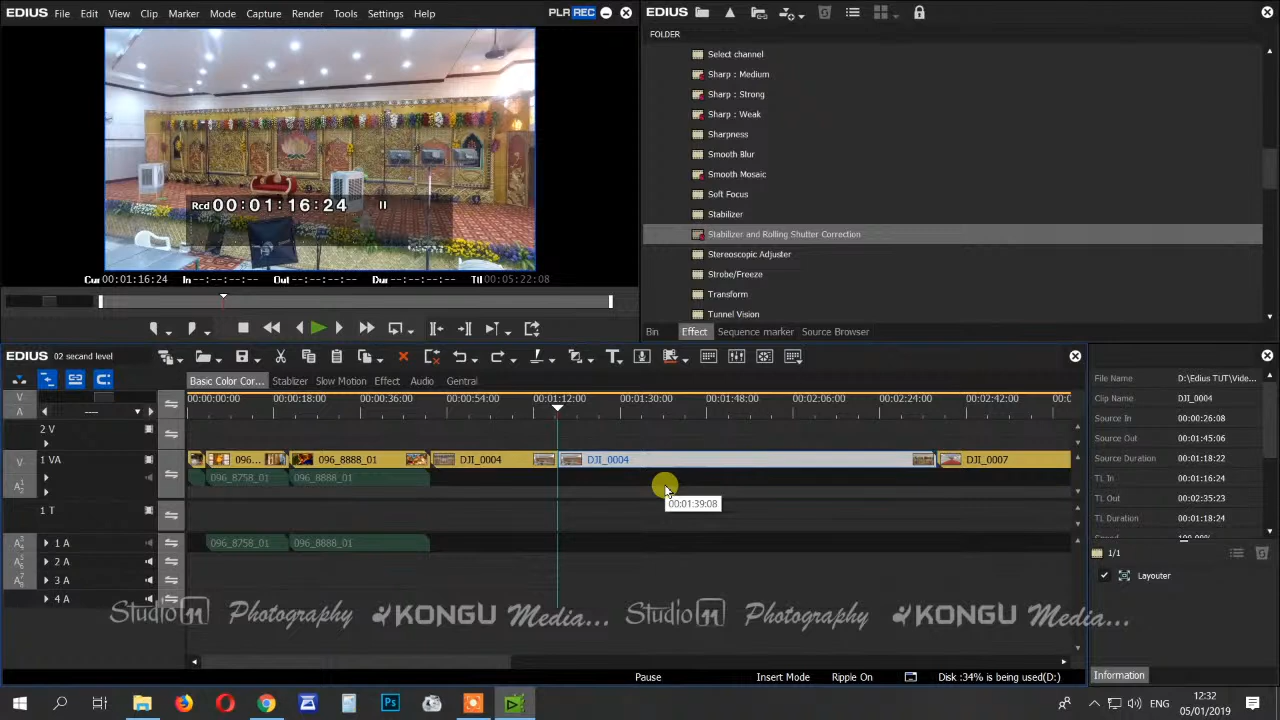 EDIUS File Edit View Clip Marker Mode Capture Render Tools Settings Help PLR REC
EDIUS
FOLDER
Select channel
Sharp : Medium
Sharp : Strong
Sharp : Weak
Sharpness
Smooth Blur
Smooth Mosaic
Soft Focus
Stabilizer
Stabilizer and Rolling Shutter Correction
Stereoscopic Adjuster
Strobe/Freeze
Transform
Tunnel Vision
Rcd 00:01:16:24 II
Cur 00:01:16:24 In --:--:--:-- Out --:--:--:-- Dur --:--:--:-- Ttl 00:05:22:08
Bin Effect Sequence marker Source Browser
EDIUS 02 secand level
Basic Color Cor... Stablizer Slow Motion Effect Audio Gentral
00:00:00:00 00:00:18:00 00:00:36:00 00:00:54:00 00:01:12:00 00:01:30:00 00:01:48:00 00:02:06:00 00:02:24:00 00:02:42:00
V
A
----
2 V
V 1 VA 096... 096_8888_01 DJI_0004 DJI_0004 DJI_0007
096_8758_01 096_8888_01
00:01:39:08
1 T
1 A 096_8758_01 096_8888_01
2 A
3 A
4 A
Studio 11 Photography KONGU Media... Studio 11 Photography KONGU Media...
Pause Insert Mode Ripple On Disk :34% is being used(D:)
File Name D:\Edius TUT\Vide...
Clip Name DJI_0004
Source In 00:00:26:08
Source Out 00:01:45:06
Source Duration 00:01:18:22
TL In 00:01:16:24
TL Out 00:02:35:23
TL Duration 00:01:18:24
1/1
Layouter
Information
Ps ENG 12:32
05/01/2019